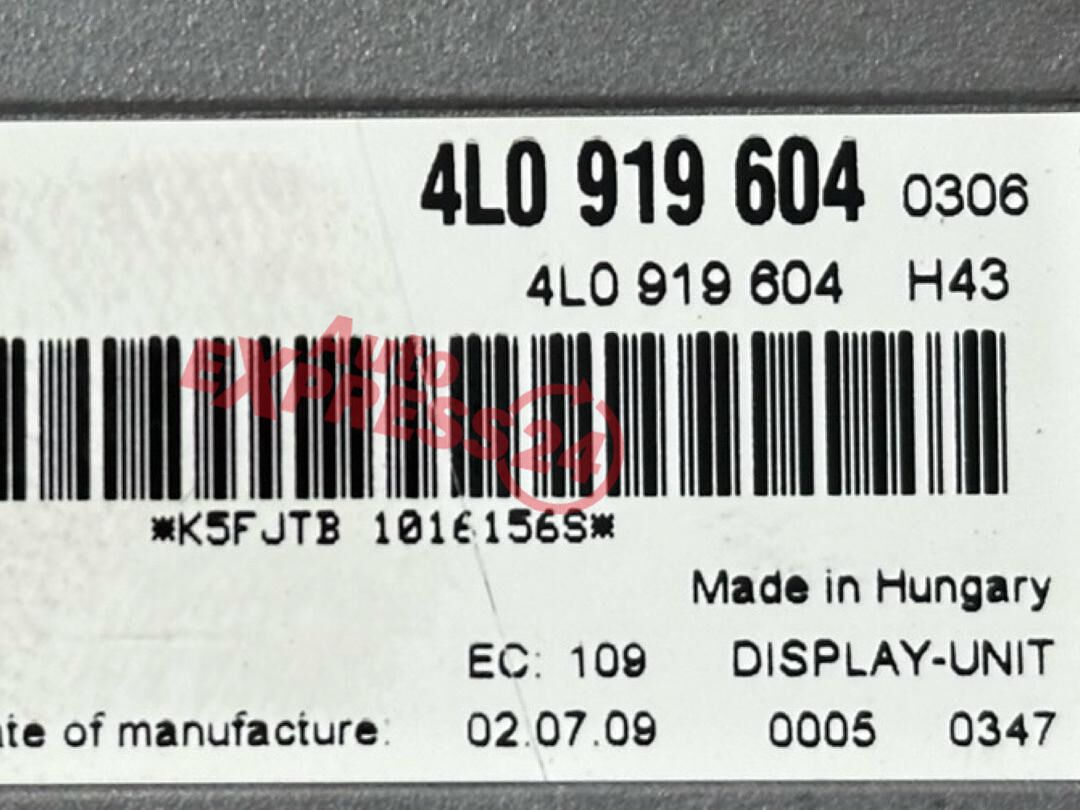 4L0 919 604 0306
4L0 919 604 H43
Auto
EXPRESS24
*K5FJTB 1016156S*
Made in Hungary
EC: 109 DISPLAY-UNIT
te of manufacture: 02.07.09 0005 0347